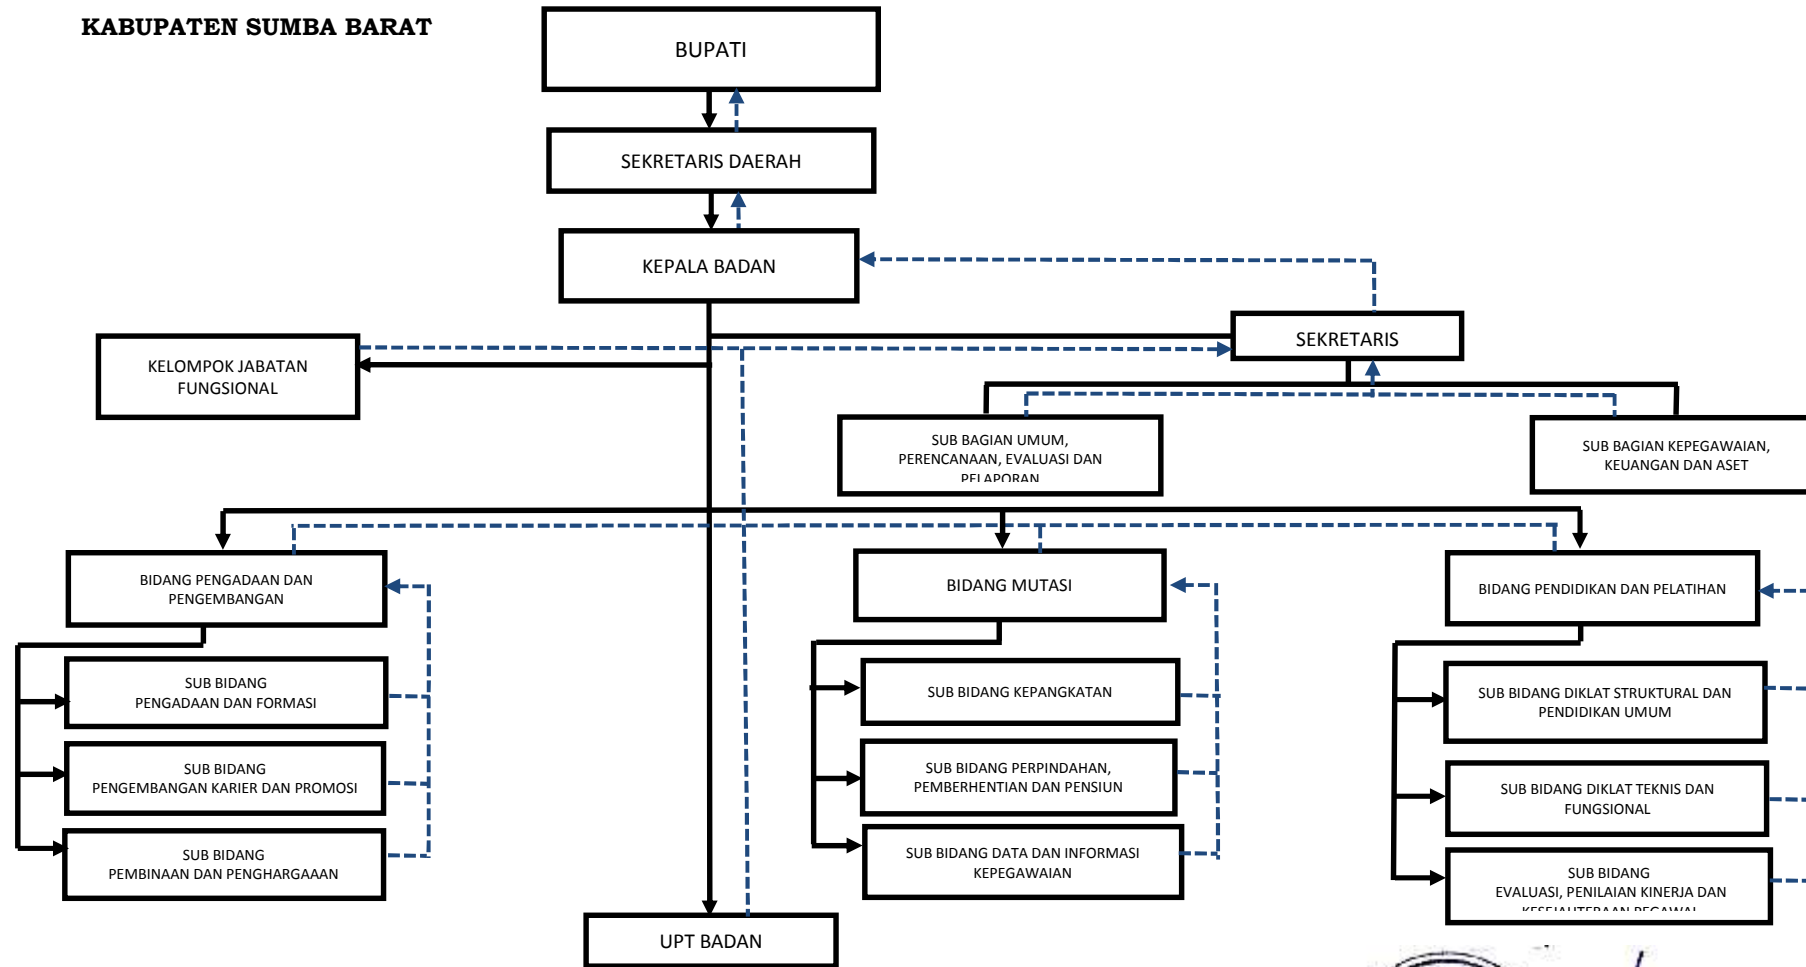 KABUPATEN SUMBA BARAT
BUPATI
SEKRETARIS DAERAH
KEPALA BADAN
SEKRETARIS
KELOMPOK JABATAN
FUNGSIONAL
SUB BAGIAN UMUM,
PERENCANAAN, EVALUASI DAN
PELAPORAN
SUB BAGIAN KEPEGAWAIAN,
KEUANGAN DAN ASET
BIDANG PENGADAAN DAN
PENGEMBANGAN
BIDANG MUTASI
BIDANG PENDIDIKAN DAN PELATIHAN
SUB BIDANG
PENGADAAN DAN FORMASI
SUB BIDANG KEPANGKATAN
SUB BIDANG DIKLAT STRUKTURAL DAN
PENDIDIKAN UMUM
SUB BIDANG
PENGEMBANGAN KARIER DAN PROMOSI
SUB BIDANG PERPINDAHAN,
PEMBERHENTIAN DAN PENSIUN
SUB BIDANG DIKLAT TEKNIS DAN
FUNGSIONAL
SUB BIDANG
PEMBINAAN DAN PENGHARGAAAN
SUB BIDANG DATA DAN INFORMASI
KEPEGAWAIAN
SUB BIDANG
EVALUASI, PENILAIAN KINERJA DAN
KESEJAHTERAAN PEGAWAI
UPT BADAN